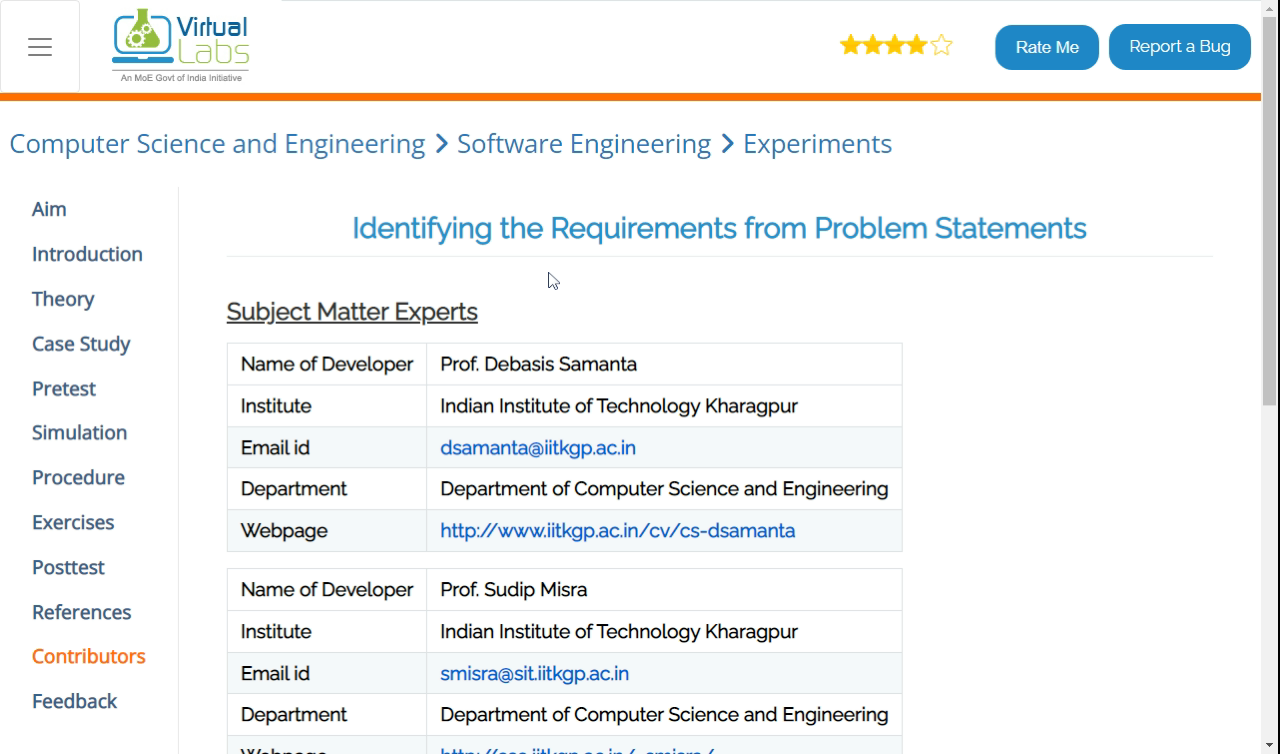 Virtual
Labs
An MoE Govt of India Initiative
Rate Me
Report a Bug
Computer Science and Engineering > Software Engineering > Experiments
Aim
Introduction
Theory
Case Study
Pretest
Simulation
Procedure
Exercises
Posttest
References
Contributors
Feedback
Identifying the Requirements from Problem Statements
Subject Matter Experts
Name of Developer Prof. Debasis Samanta
Institute Indian Institute of Technology Kharagpur
Email id dsamanta@iitkgp.ac.in
Department Department of Computer Science and Engineering
Webpage http://www.iitkgp.ac.in/cv/cs-dsamanta
Name of Developer Prof. Sudip Misra
Institute Indian Institute of Technology Kharagpur
Email id smisra@sit.iitkgp.ac.in
Department Department of Computer Science and Engineering
Webpage